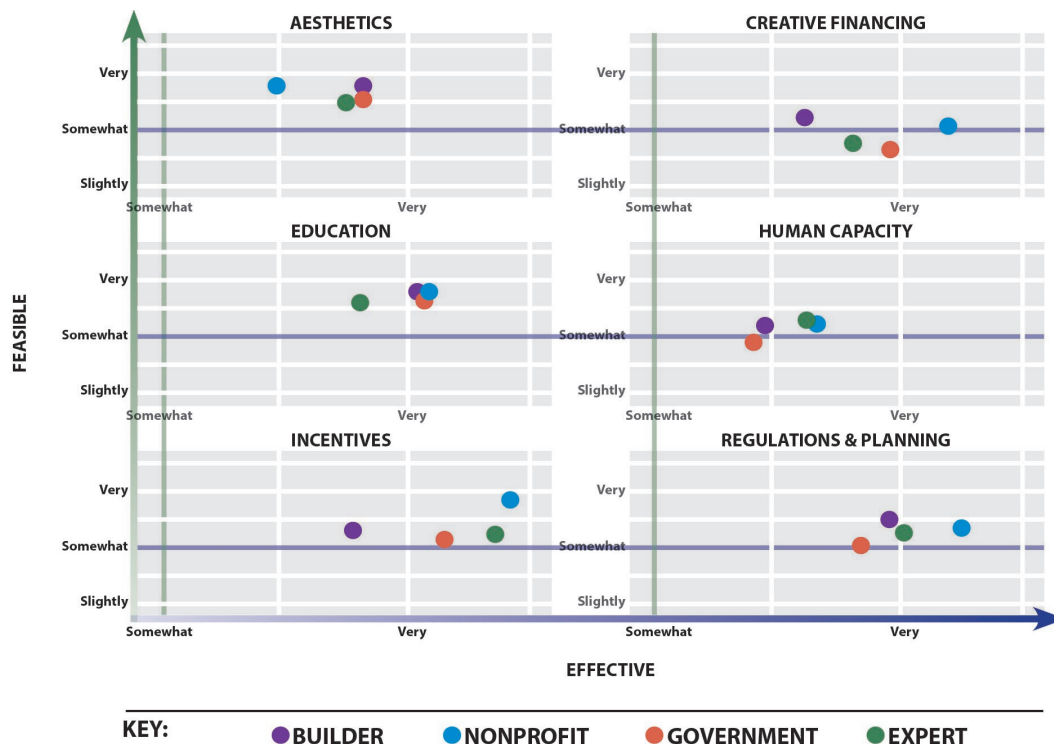 AESTHETICS
CREATIVE FINANCING
Very
Very
Somewhat
Somewhat
Slightly
Slightly
Somewhat
Very
Somewhat
Very
EDUCATION
HUMAN CAPACITY
Very
Very
FEASIBLE
Somewhat
Somewhat
Slightly
Slightly
Somewhat
Very
Somewhat
Very
INCENTIVES
REGULATIONS & PLANNING
Very
Very
Somewhat
Somewhat
Slightly
Slightly
Somewhat
Very
Somewhat
Very
EFFECTIVE
KEY: BUILDER NONPROFIT GOVERNMENT EXPERT